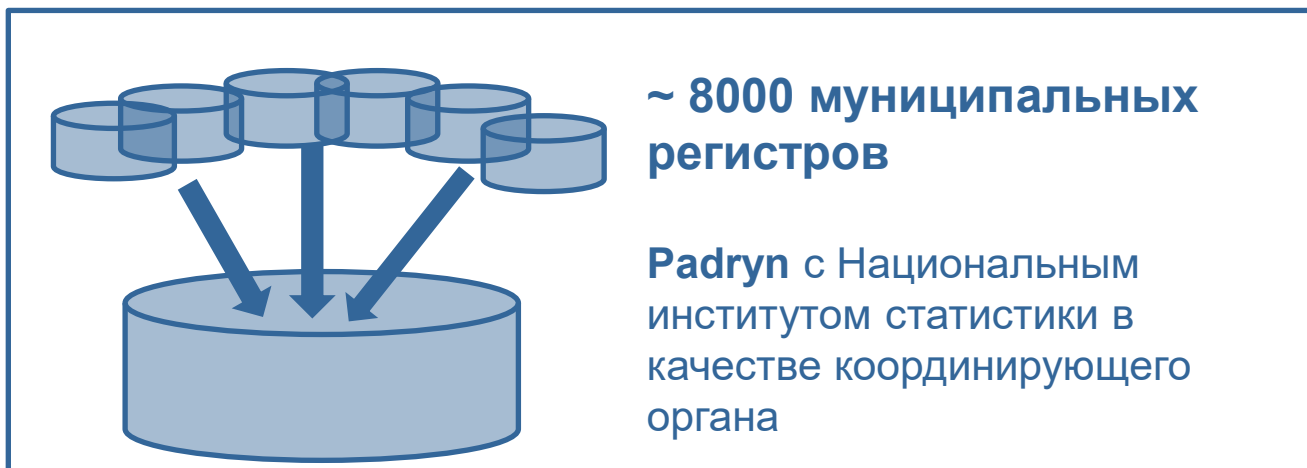 ~ 8000 муниципальных
регистров
Padryn с Национальным
институтом статистики в
качестве координирующего
органа